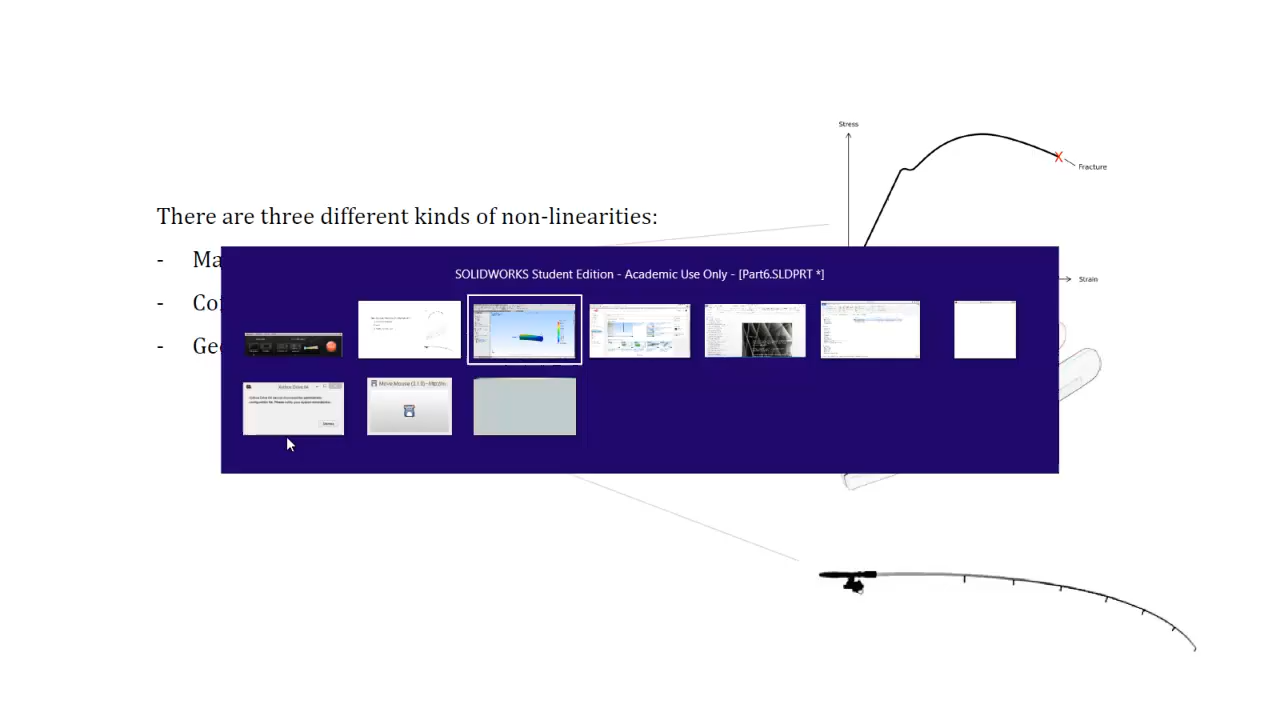 Stress
Fracture
There are three different kinds of non-linearities:
- Ma
SOLIDWORKS Student Edition - Academic Use Only - [Part6.SLDPRT *]
Strain
- Co
- Ge